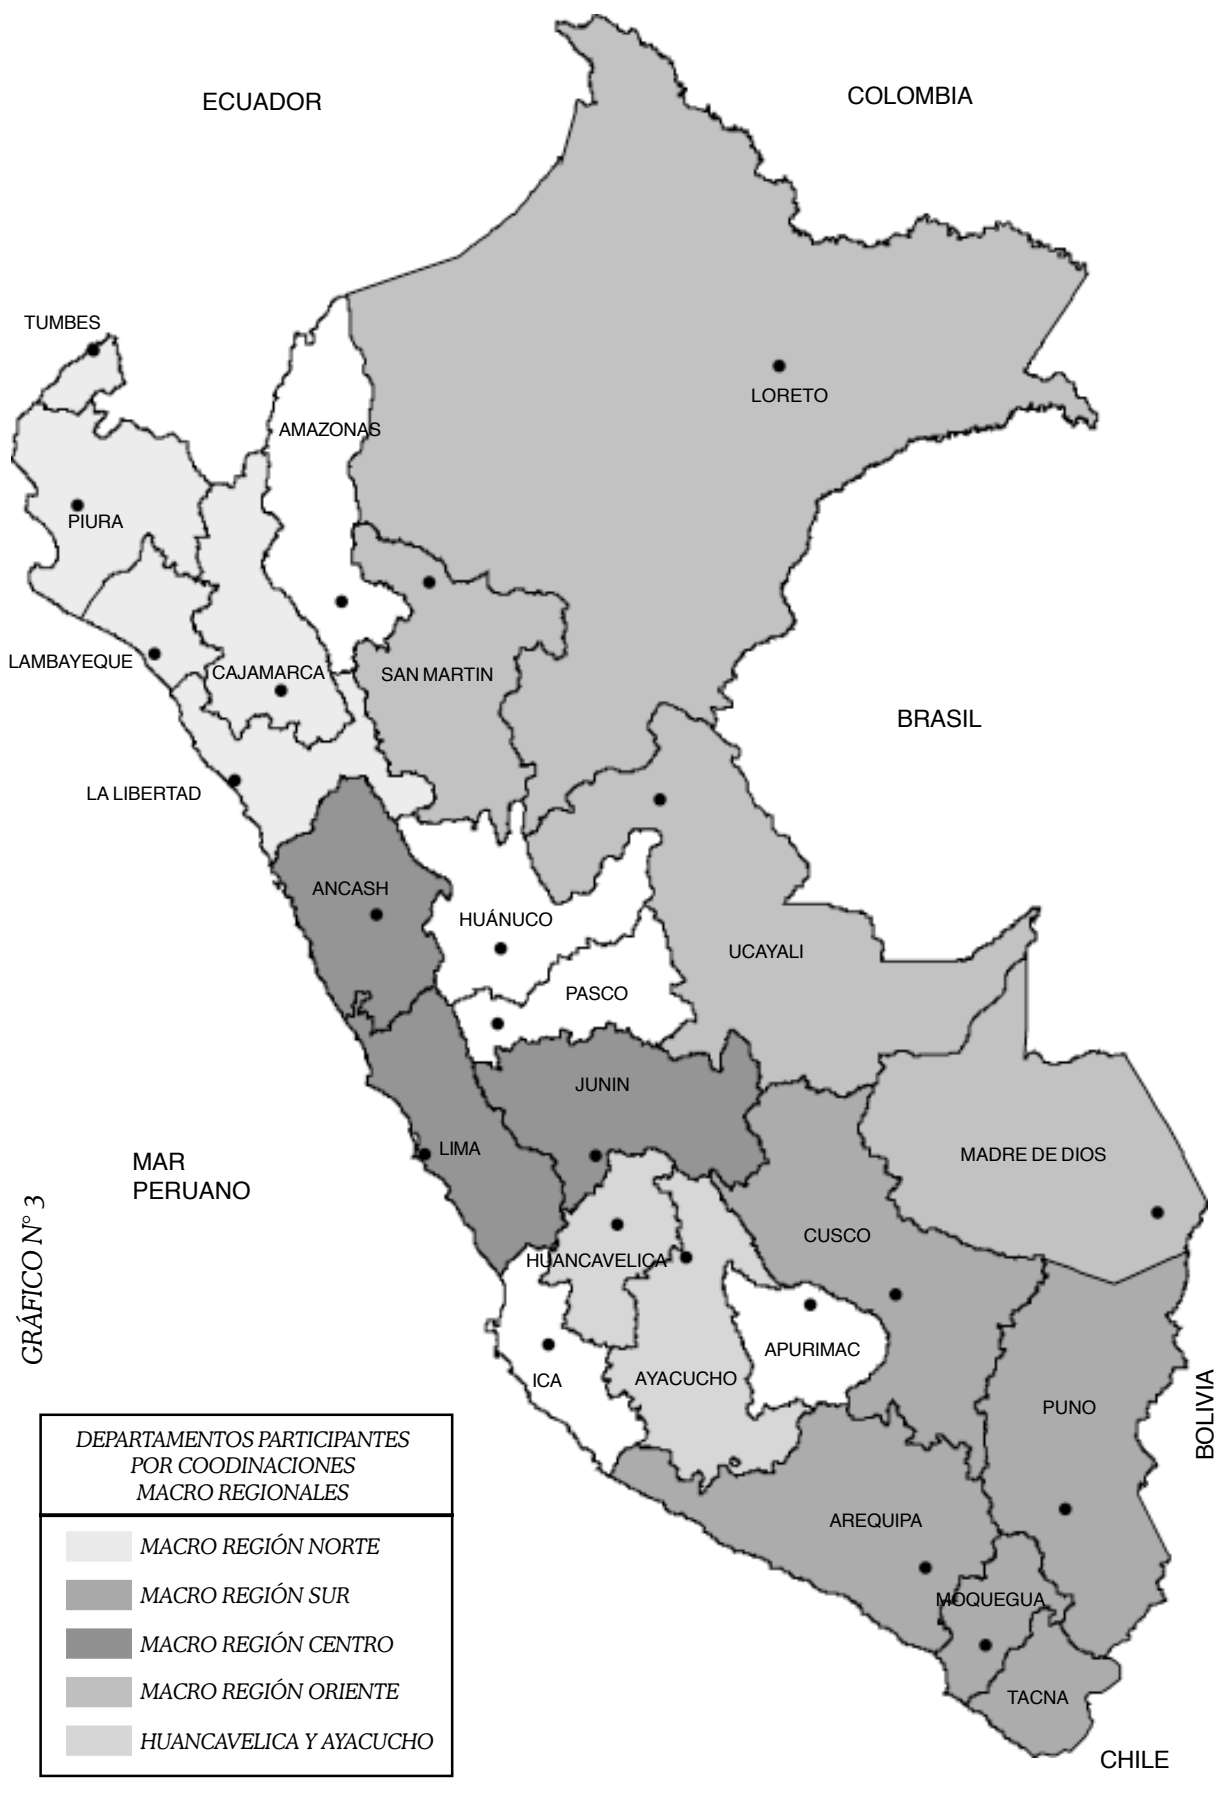 ECUADOR
COLOMBIA
TUMBES
LORETO
AMAZONAS
PIURA
LAMBAYEQUE
CAJAMARCA
SAN MARTIN
BRASIL
LA LIBERTAD
ANCASH
HUÁNUCO
UCAYALI
PASCO
JUNIN
LIMA
MADRE DE DIOS
MAR
PERUANO
CUSCO
HUANCAVELICA
GRÁFICO N° 3
APURIMAC
ICA
AYACUCHO
PUNO
BOLIVIA
AREQUIPA
MOQUEGUA
TACNA
CHILE
DEPARTAMENTOS PARTICIPANTES
POR COODINACIONES
MACRO REGIONALES
MACRO REGIÓN NORTE
MACRO REGIÓN SUR
MACRO REGIÓN CENTRO
MACRO REGIÓN ORIENTE
HUANCAVELICA Y AYACUCHO